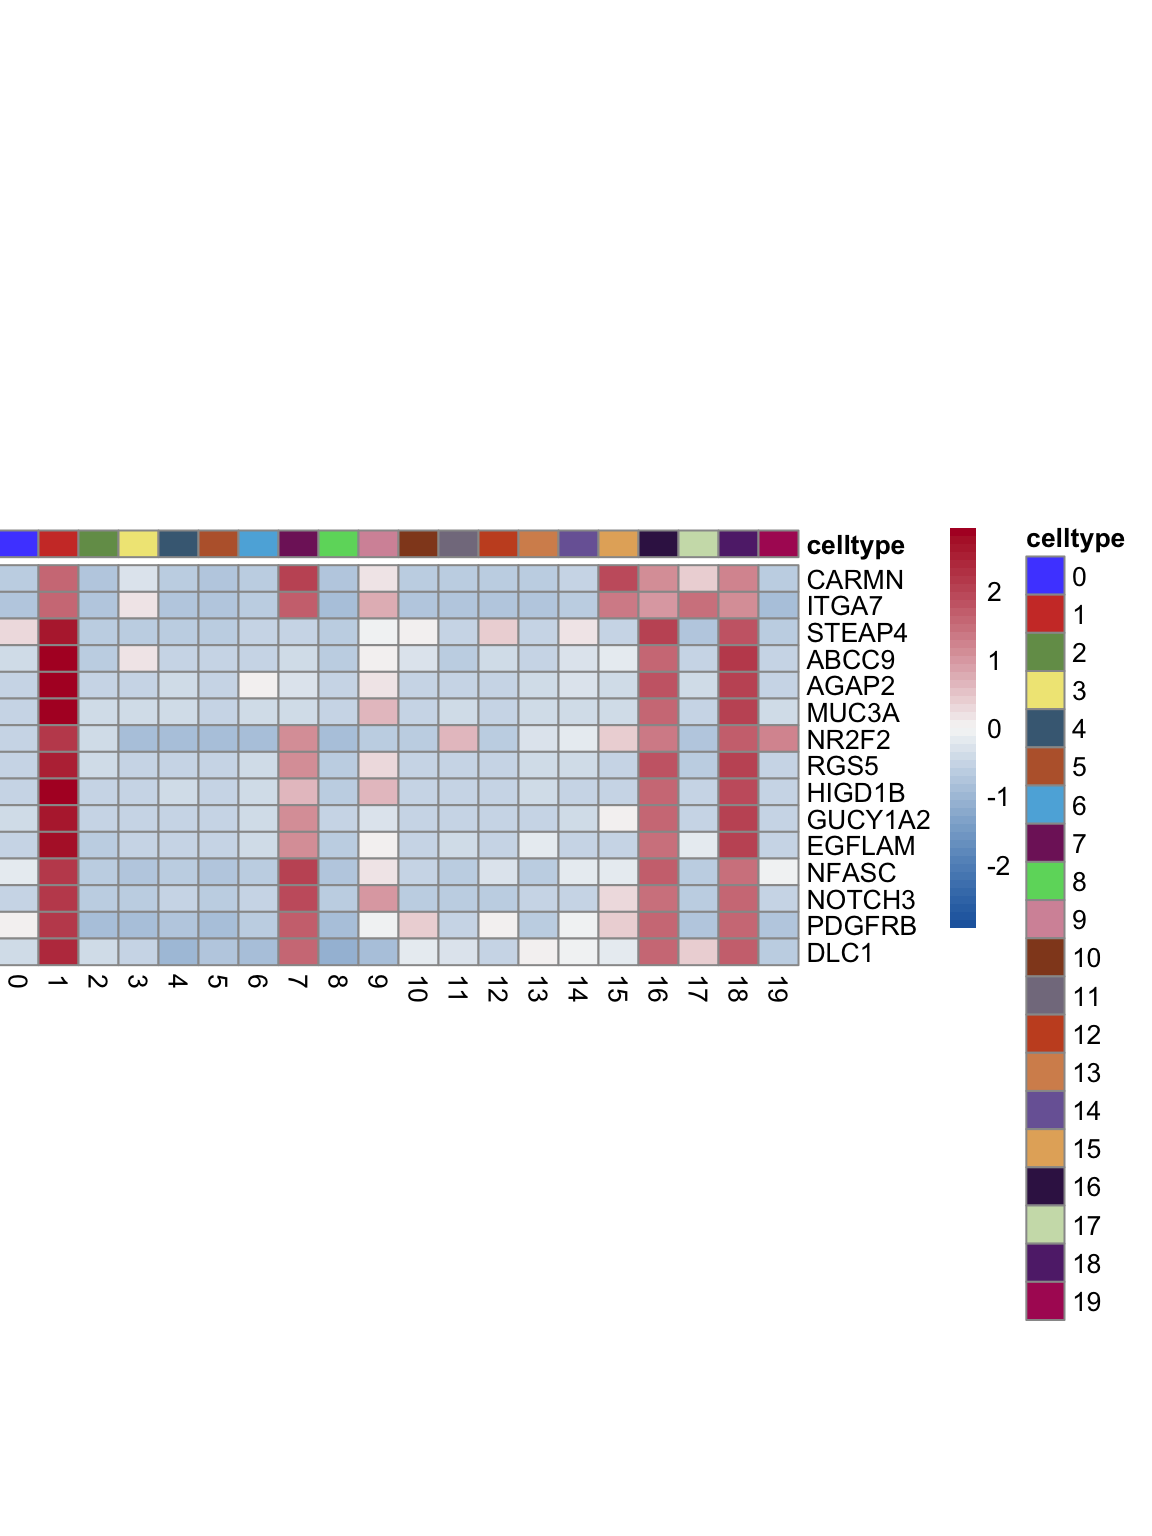 celltype
CARMN
ITGA7
STEAP4
ABCC9
AGAP2
MUC3A
NR2F2
RGS5
HIGD1B
GUCY1A2
EGFLAM
NFASC
NOTCH3
PDGFRB
DLC1
0 1 2 3 4 5 6 7 8 9 10 11 12 13 14 15 16 17 18 19
2
1
0
-1
-2
celltype
0
1
2
3
4
5
6
7
8
9
10
11
12
13
14
15
16
17
18
19